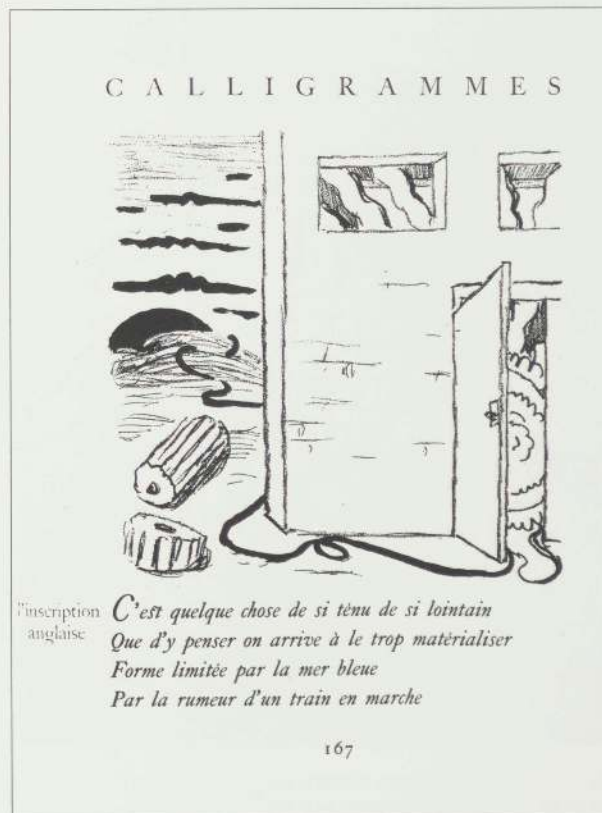 CALLIGRAMMES
l'inscription
anglaise
C'est quelque chose de si ténu de si lointain
Que d'y penser on arrive à le trop matérialiser
Forme limitée par la mer bleue
Par la rumeur d'un train en marche
167